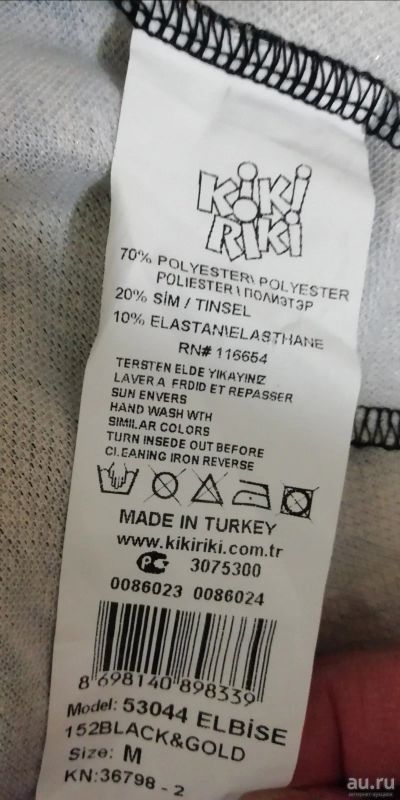 KiKi
RiKi
70% POLYESTER\ POLYESTER
POLIESTER \ ПОЛИЭТЭР
20% SİM / TINSEL
10% ELASTAN\ELASTHANE
RN# 116654
TERSTEN ELDE YIKAYINIZ
LAVER A FRDID ET REPASSER
SUN ENVERS
HAND WASH WTH
SIMILAR COLORS
TURN INSEDE OUT BEFORE
CLEANING IRON REVERSE
MADE IN TURKEY
www.kikiriki.com.tr
3075300
0086023 0086024
8 698140 898339
Model: 53044 ELBİSE
152BLACK&GOLD
Size: M
KN:36798 - 2
au.ru